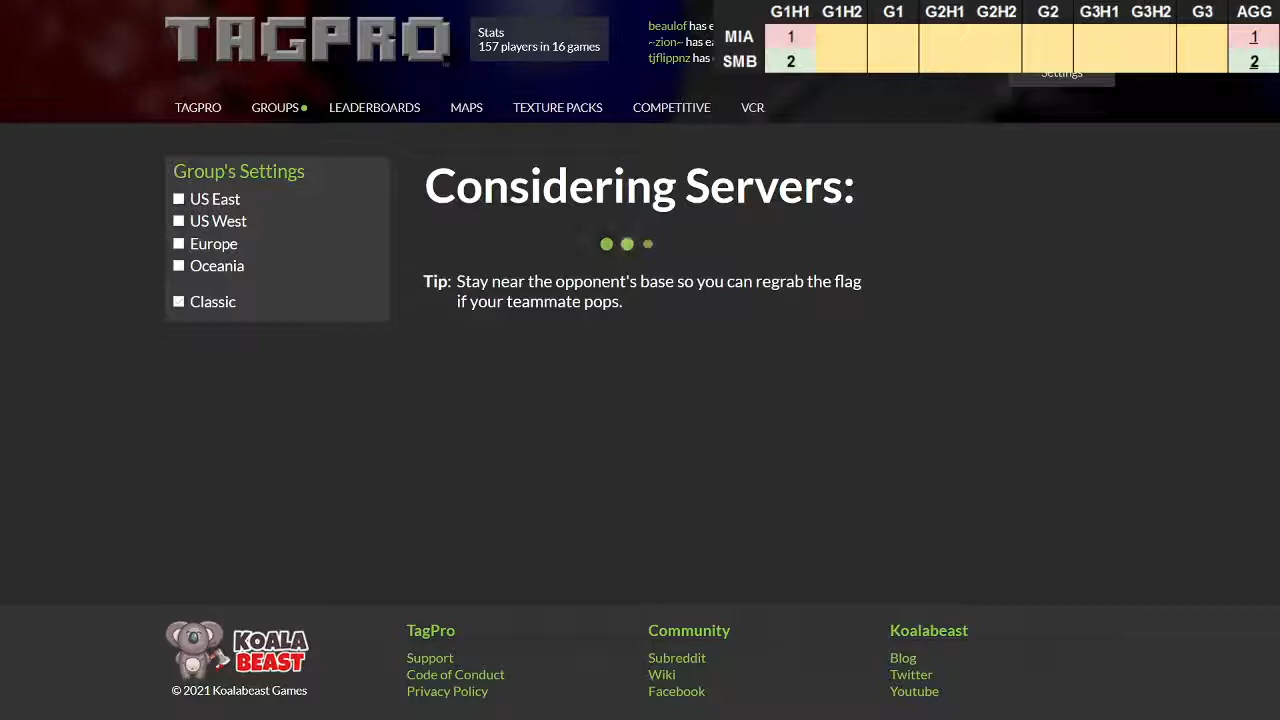 TAGPRO
Stats
157 players in 16 games
beaulof has e
~zion~ has ea
tjflippnz has
G1H1 G1H2 G1 G2H1 G2H2 G2 G3H1 G3H2 G3 AGG
MIA 1 1
SMB 2 2
Settings
TAGPRO GROUPS LEADERBOARDS MAPS TEXTURE PACKS COMPETITIVE VCR
Group's Settings
US East
US West
Europe
Oceania
Classic
Considering Servers:
Tip: Stay near the opponent's base so you can regrab the flag
if your teammate pops.
KOALA
BEAST
© 2021 Koalabeast Games
TagPro
Support
Code of Conduct
Privacy Policy
Community
Subreddit
Wiki
Facebook
Koalabeast
Blog
Twitter
Youtube